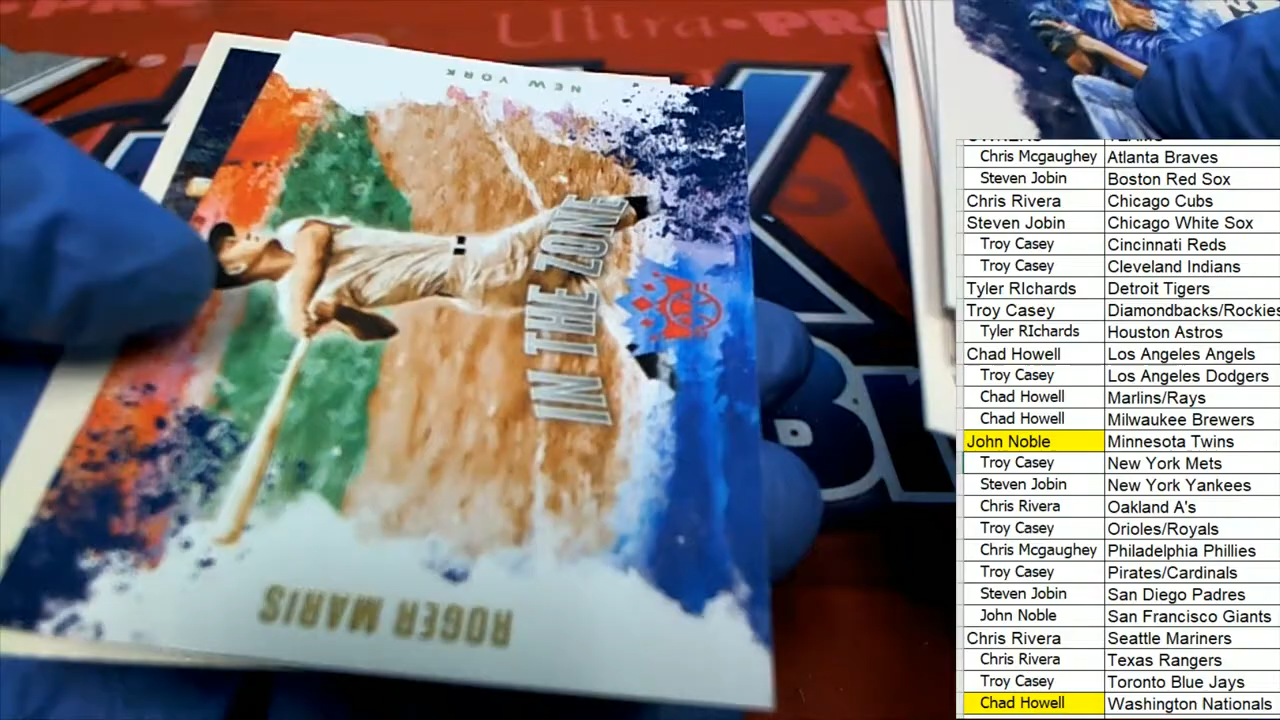 Ultra•PRO
NEW YORK
IN THE ZONE
ROGER MARIS
OWNERS TEAMS
Chris Mcgaughey Atlanta Braves
Steven Jobin Boston Red Sox
Chris Rivera Chicago Cubs
Steven Jobin Chicago White Sox
Troy Casey Cincinnati Reds
Troy Casey Cleveland Indians
Tyler RIchards Detroit Tigers
Troy Casey Diamondbacks/Rockies
Tyler RIchards Houston Astros
Chad Howell Los Angeles Angels
Troy Casey Los Angeles Dodgers
Chad Howell Marlins/Rays
Chad Howell Milwaukee Brewers
John Noble Minnesota Twins
Troy Casey New York Mets
Steven Jobin New York Yankees
Chris Rivera Oakland A's
Troy Casey Orioles/Royals
Chris Mcgaughey Philadelphia Phillies
Troy Casey Pirates/Cardinals
Steven Jobin San Diego Padres
John Noble San Francisco Giants
Chris Rivera Seattle Mariners
Chris Rivera Texas Rangers
Troy Casey Toronto Blue Jays
Chad Howell Washington Nationals